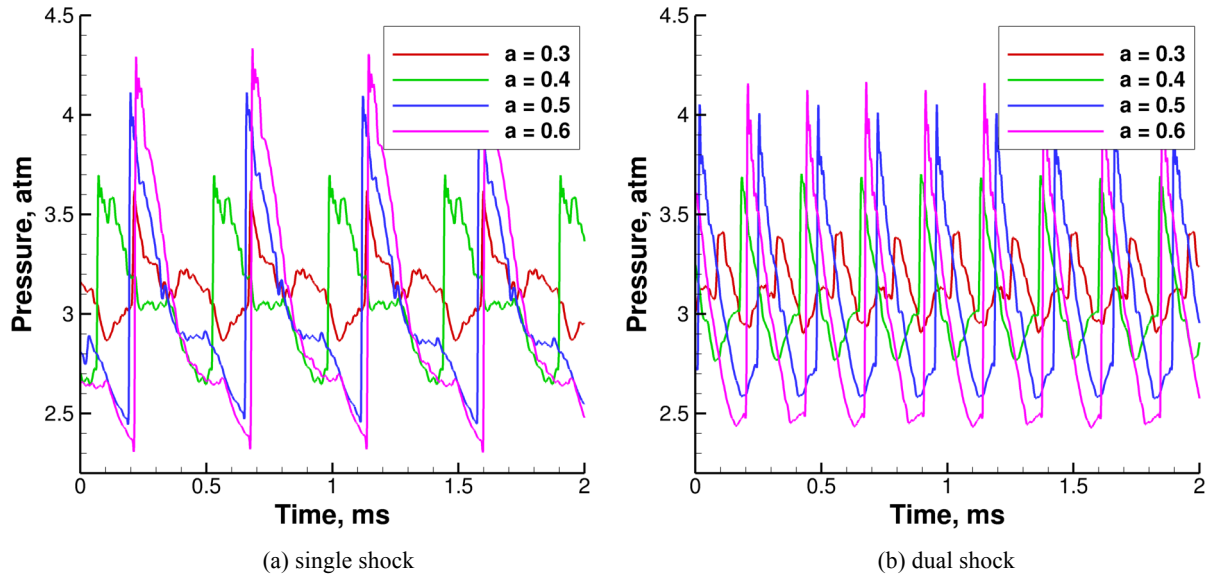 4.5
4
3.5
3
2.5
Pressure, atm
0
0.5
1
1.5
2
Time, ms
a = 0.3
a = 0.4
a = 0.5
a = 0.6
(a) single shock
4.5
4
3.5
3
2.5
Pressure, atm
0
0.5
1
1.5
2
Time, ms
a = 0.3
a = 0.4
a = 0.5
a = 0.6
(b) dual shock